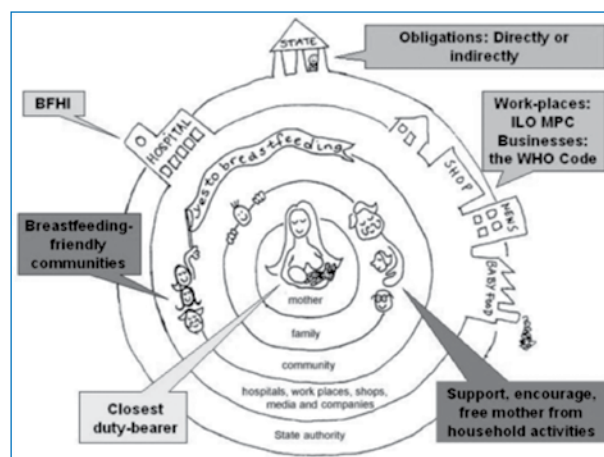 STATE
Obligations: Directly or
indirectly
BFHI
HOSPITAL
Work-places:
ILO MPC
Businesses:
the WHO Code
yes to breastfeeding
SHOP
NEWS
BABYFOOD
Breastfeeding-
friendly
communities
mother
family
community
hospitals, work places, shops,
media and companies
State authority
Closest
duty-bearer
Support, encourage,
free mother from
household activities